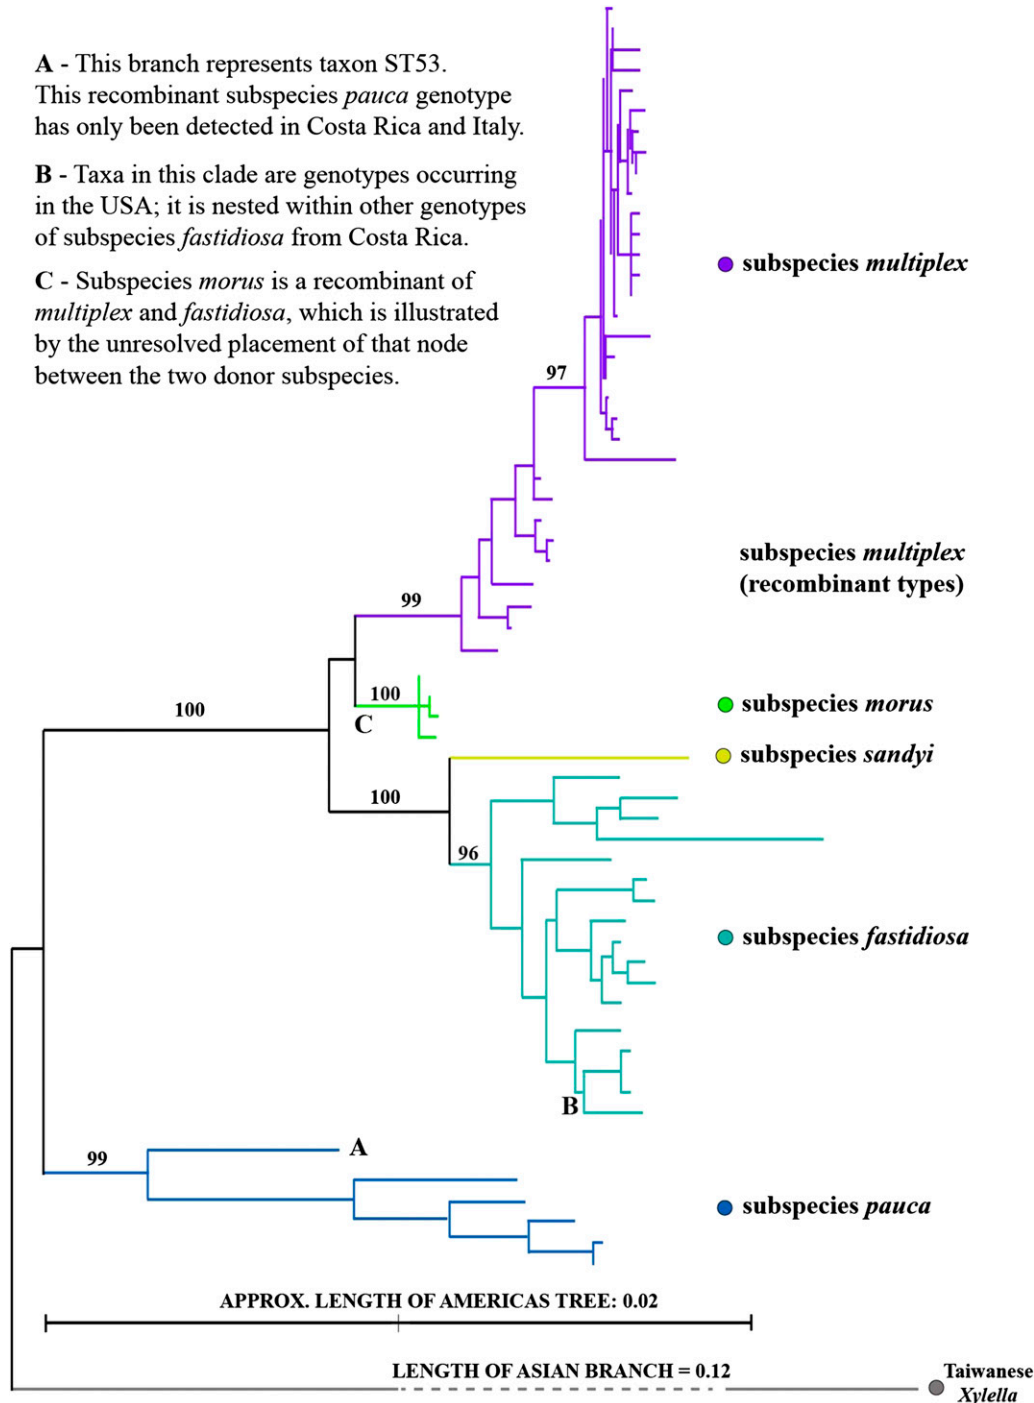 A - This branch represents taxon ST53.
This recombinant subspecies pauca genotype
has only been detected in Costa Rica and Italy.
B - Taxa in this clade are genotypes occurring
in the USA; it is nested within other genotypes
of subspecies fastidiosa from Costa Rica.
C - Subspecies morus is a recombinant of
multiplex and fastidiosa, which is illustrated
by the unresolved placement of that node
between the two donor subspecies.
subspecies multiplex
97
subspecies multiplex
(recombinant types)
99
100
C
subspecies morus
100
subspecies sandyi
100
96
subspecies fastidiosa
B
A
99
subspecies pauca
APPROX. LENGTH OF AMERICAS TREE: 0.02
LENGTH OF ASIAN BRANCH = 0.12
Taiwanese
Xylella